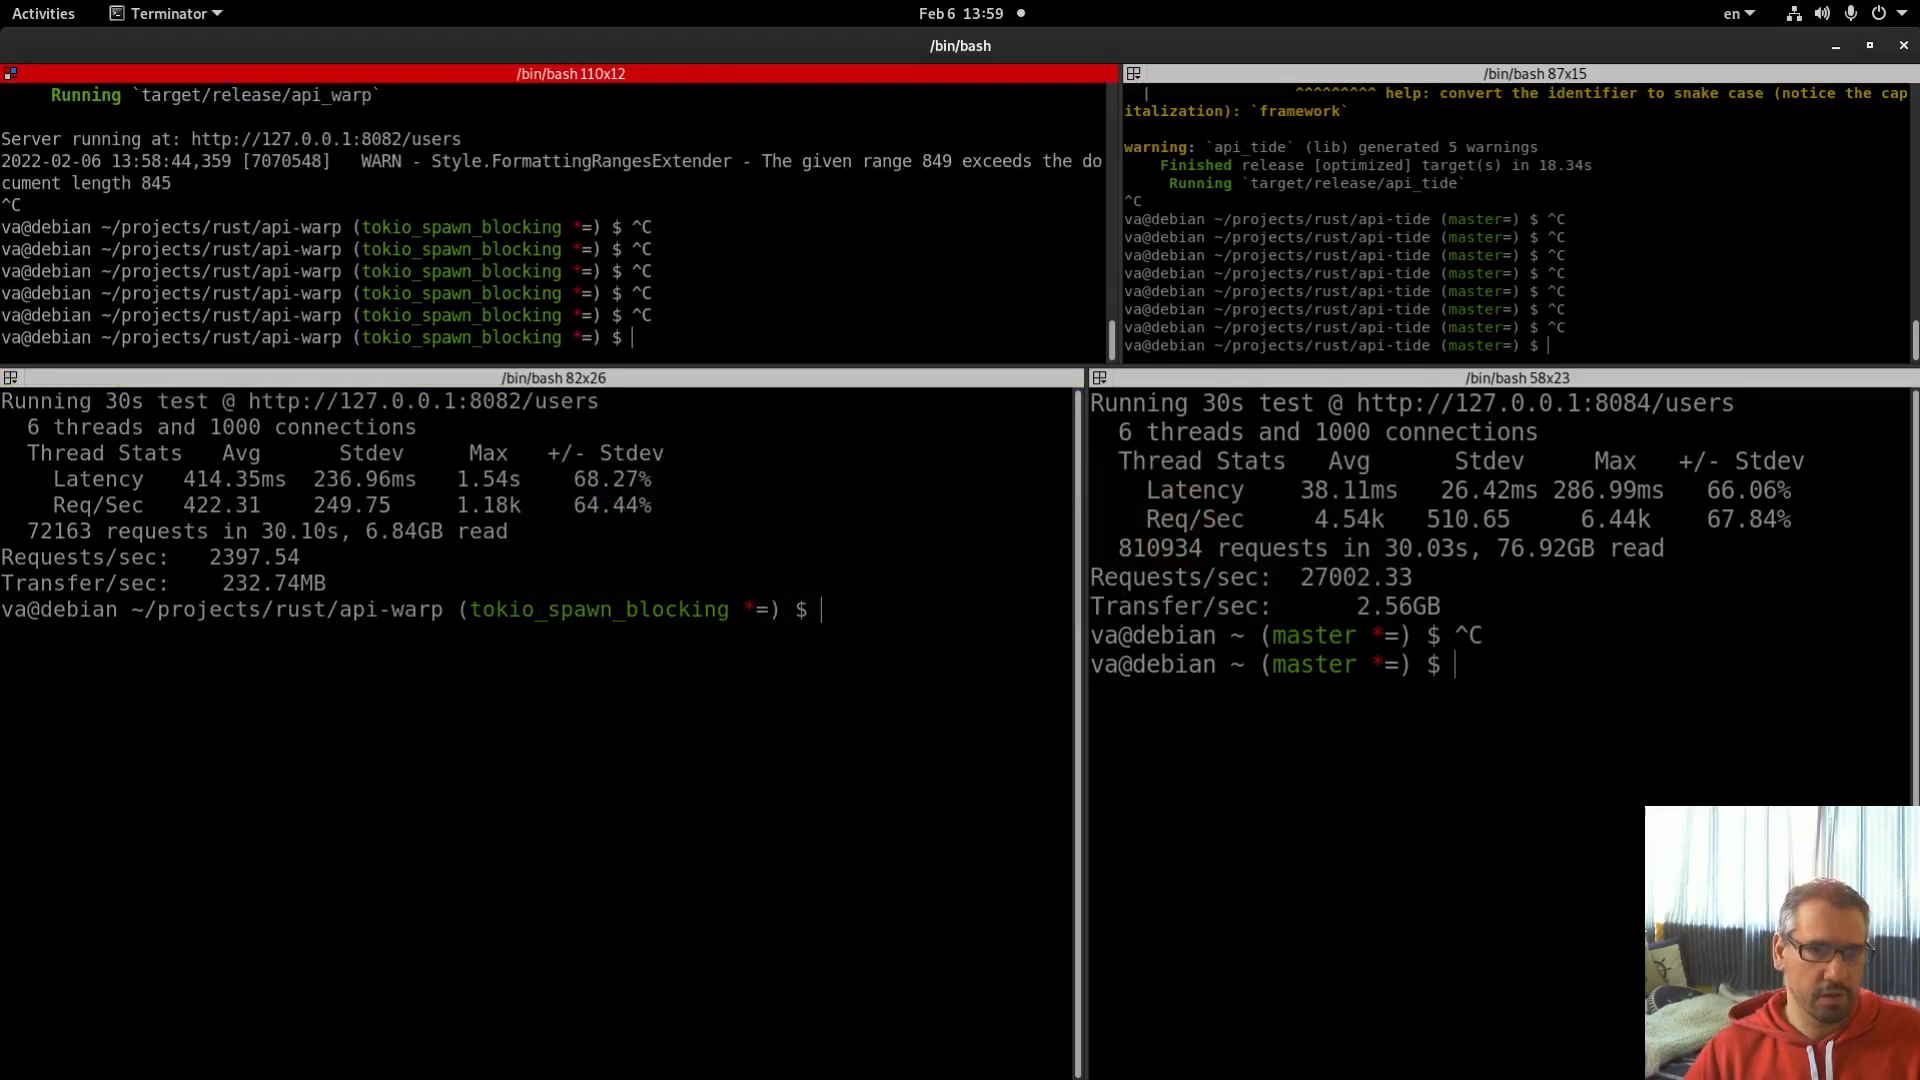 Activities Terminator Feb 6 13:59 en
/bin/bash
/bin/bash 110x12
Running `target/release/api_warp`
Server running at: http://127.0.0.1:8082/users
2022-02-06 13:58:44,359 [7070548]   WARN - Style.FormattingRangesExtender - The given range 849 exceeds the do
cument length 845
^C
va@debian ~/projects/rust/api-warp (tokio_spawn_blocking *=) $ ^C
va@debian ~/projects/rust/api-warp (tokio_spawn_blocking *=) $ ^C
va@debian ~/projects/rust/api-warp (tokio_spawn_blocking *=) $ ^C
va@debian ~/projects/rust/api-warp (tokio_spawn_blocking *=) $ ^C
va@debian ~/projects/rust/api-warp (tokio_spawn_blocking *=) $ ^C
va@debian ~/projects/rust/api-warp (tokio_spawn_blocking *=) $
/bin/bash 87x15
| ^^^^^^^^^ help: convert the identifier to snake case (notice the cap
italization): `framework`
warning: `api_tide` (lib) generated 5 warnings
Finished release [optimized] target(s) in 18.34s
Running `target/release/api_tide`
^C
va@debian ~/projects/rust/api-tide (master=) $ ^C
va@debian ~/projects/rust/api-tide (master=) $ ^C
va@debian ~/projects/rust/api-tide (master=) $ ^C
va@debian ~/projects/rust/api-tide (master=) $ ^C
va@debian ~/projects/rust/api-tide (master=) $ ^C
va@debian ~/projects/rust/api-tide (master=) $ ^C
va@debian ~/projects/rust/api-tide (master=) $ ^C
va@debian ~/projects/rust/api-tide (master=) $
/bin/bash 82x26
Running 30s test @ http://127.0.0.1:8082/users
6 threads and 1000 connections
Thread Stats   Avg      Stdev     Max   +/- Stdev
Latency   414.35ms  236.96ms   1.54s    68.27%
Req/Sec   422.31    249.75     1.18k    64.44%
72163 requests in 30.10s, 6.84GB read
Requests/sec:   2397.54
Transfer/sec:    232.74MB
va@debian ~/projects/rust/api-warp (tokio_spawn_blocking *=) $
/bin/bash 58x23
Running 30s test @ http://127.0.0.1:8084/users
6 threads and 1000 connections
Thread Stats   Avg      Stdev     Max   +/- Stdev
Latency    38.11ms   26.42ms 286.99ms   66.06%
Req/Sec     4.54k   510.65     6.44k    67.84%
810934 requests in 30.03s, 76.92GB read
Requests/sec:  27002.33
Transfer/sec:      2.56GB
va@debian ~ (master *=) $ ^C
va@debian ~ (master *=) $